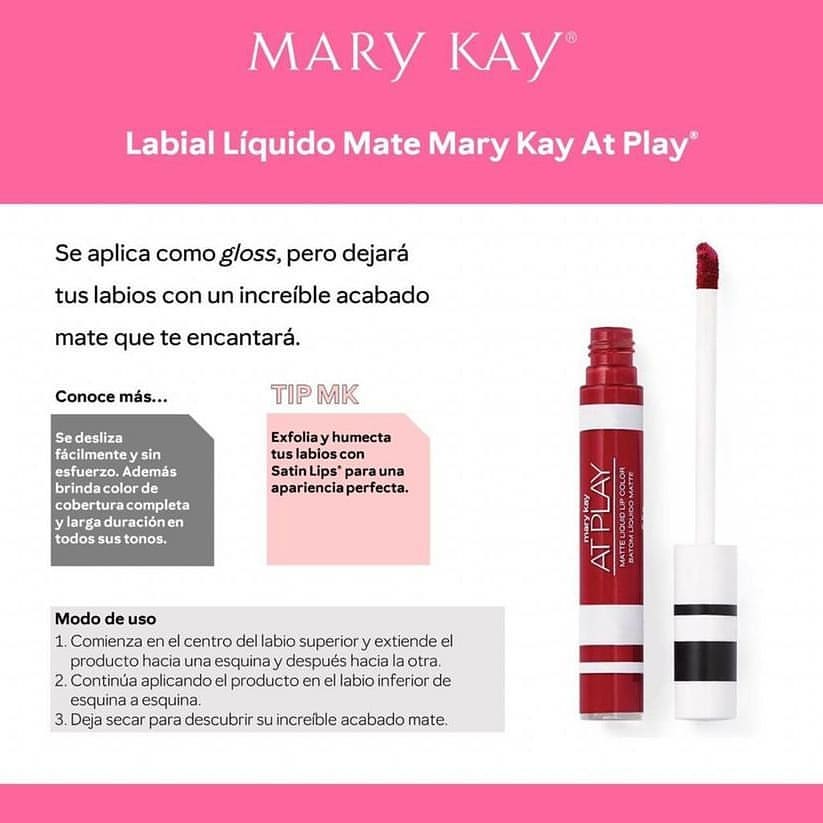 MARY KAY®
Labial Líquido Mate Mary Kay At Play®
Se aplica como gloss, pero dejará
tus labios con un increíble acabado
mate que te encantará.
Conoce más...
Se desliza
fácilmente y sin
esfuerzo. Además
brinda color de
cobertura completa
y larga duración en
todos sus tonos.
TIP MK
Exfolia y humecta
tus labios con
Satin Lips® para una
apariencia perfecta.
Modo de uso
1. Comienza en el centro del labio superior y extiende el
producto hacia una esquina y después hacia la otra.
2. Continúa aplicando el producto en el labio inferior de
esquina a esquina.
3. Deja secar para descubrir su increíble acabado mate.
mary kay
AT PLAY
MATTE LIQUID LIP COLOR
BATOM LÍQUIDO MATTE